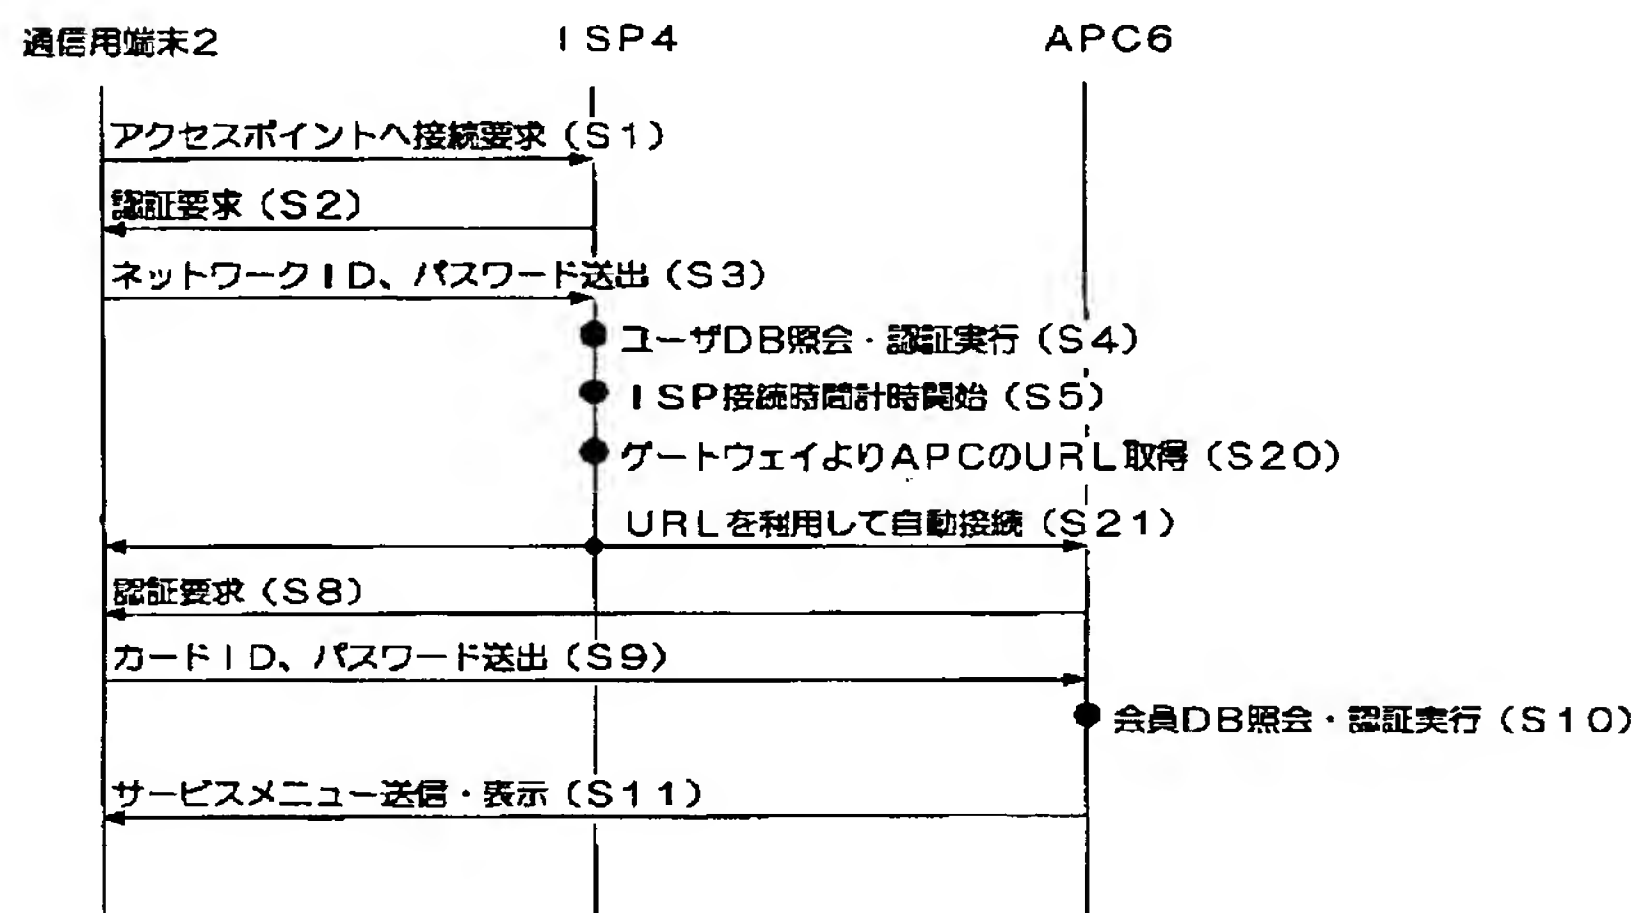 通信用端末2
ISP4
APC6
アクセスポイントへ接続要求（S1）
認証要求（S2）
ネットワークID、パスワード送出（S3）
ユーザDB照会・認証実行（S4）
ISP接続時間計時開始（S5）
ゲートウェイよりAPCのURL取得（S20）
URLを利用して自動接続（S21）
認証要求（S8）
カードID、パスワード送出（S9）
会員DB照会・認証実行（S10）
サービスメニュー送信・表示（S11）